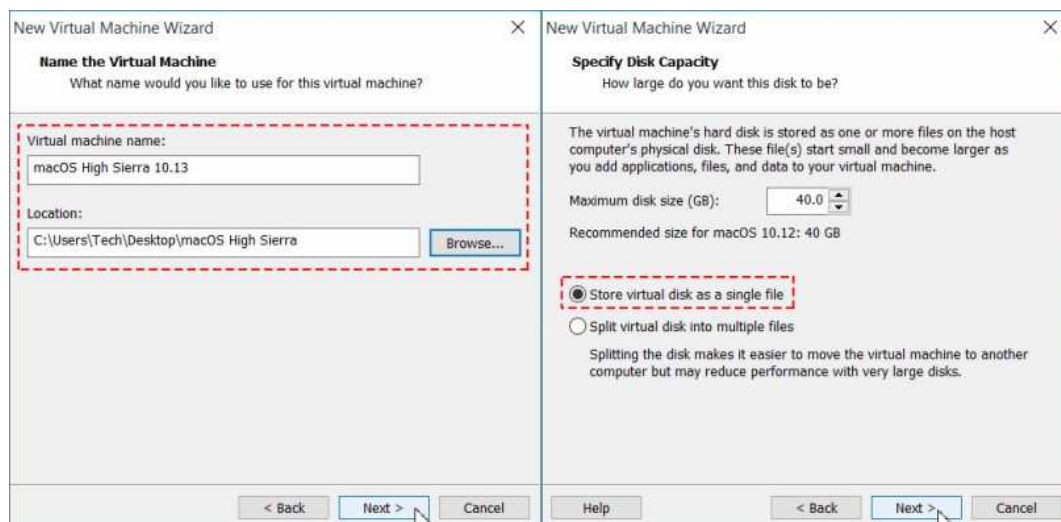 New Virtual Machine Wizard
Name the Virtual Machine
What name would you like to use for this virtual machine?
Virtual machine name:
macOS High Sierra 10.13
Location:
C:\Users\Tech\Desktop\macOS High Sierra
Browse...
< Back
Next >
Cancel
New Virtual Machine Wizard
Specify Disk Capacity
How large do you want this disk to be?
The virtual machine's hard disk is stored as one or more files on the host
computer's physical disk. These file(s) start small and become larger as
you add applications, files, and data to your virtual machine.
Maximum disk size (GB):
40.0
Recommended size for macOS 10.12: 40 GB
Store virtual disk as a single file
Split virtual disk into multiple files
Splitting the disk makes it easier to move the virtual machine to another
computer but may reduce performance with very large disks.
Help
< Back
Next >
Cancel